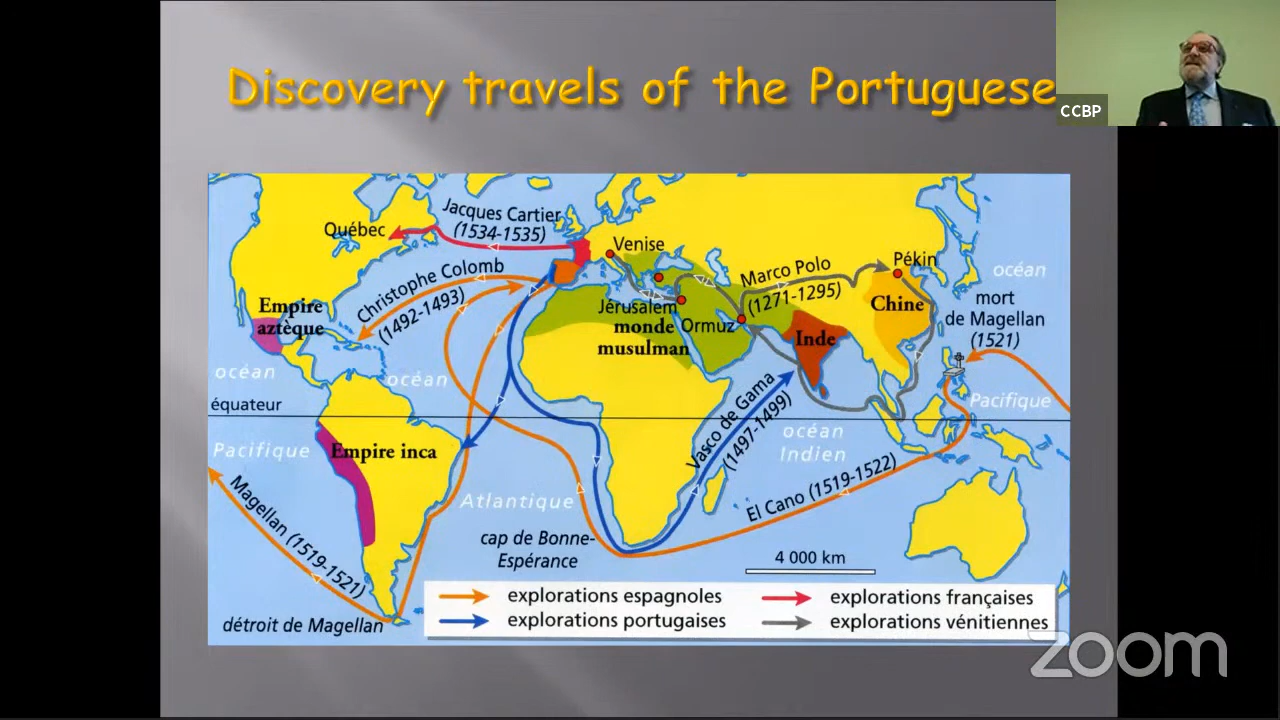 Discovery travels of the Portuguese
CCBP
Jacques Cartier
(1534-1535)
Québec
Venise
Pékin
océan
Christophe Colomb
(1492-1493)
Marco Polo
(1271-1295)
Empire
aztèque
Jérusalem
monde
musulman
Ormuz
Chine
Inde
mort
de Magellan
(1521)
océan
océan
équateur
Pacifique
Vasco de Gama
(1497-1499)
océan
Indien
Pacifique
Empire inca
Magellan (1519-1521)
Atlantique
El Cano (1519-1522)
cap de Bonne-
Espérance
4 000 km
détroit de Magellan
explorations espagnoles
explorations françaises
explorations portugaises
explorations vénitiennes
zoom